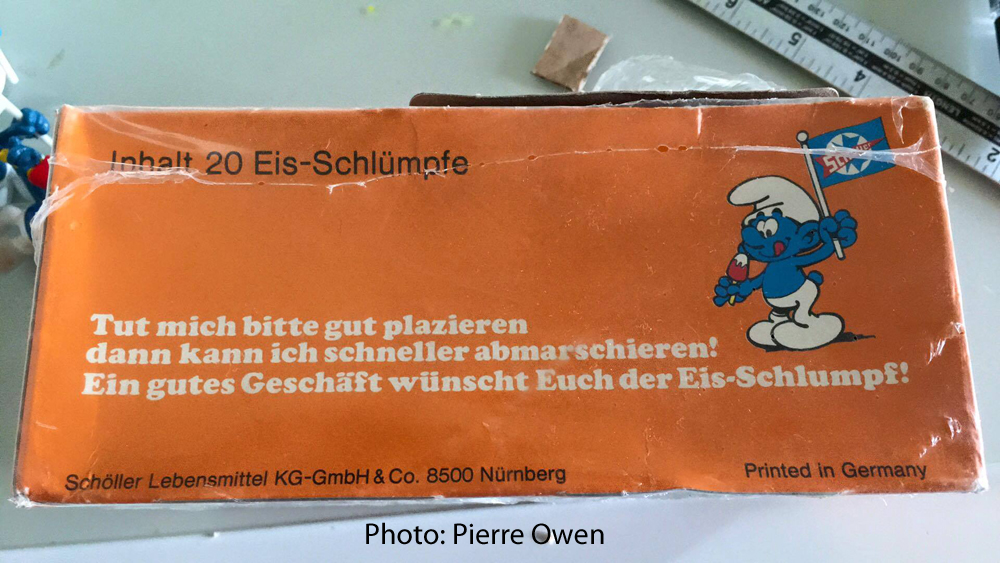 Inhalt 20 Eis-Schlümpfe
Tut mich bitte gut plazieren
dann kann ich schneller abmarschieren!
Ein gutes Geschäft wünscht Euch der Eis-Schlumpf!
Schöller Lebensmittel KG-GmbH & Co. 8500 Nürnberg
Printed in Germany
Photo: Pierre Owen